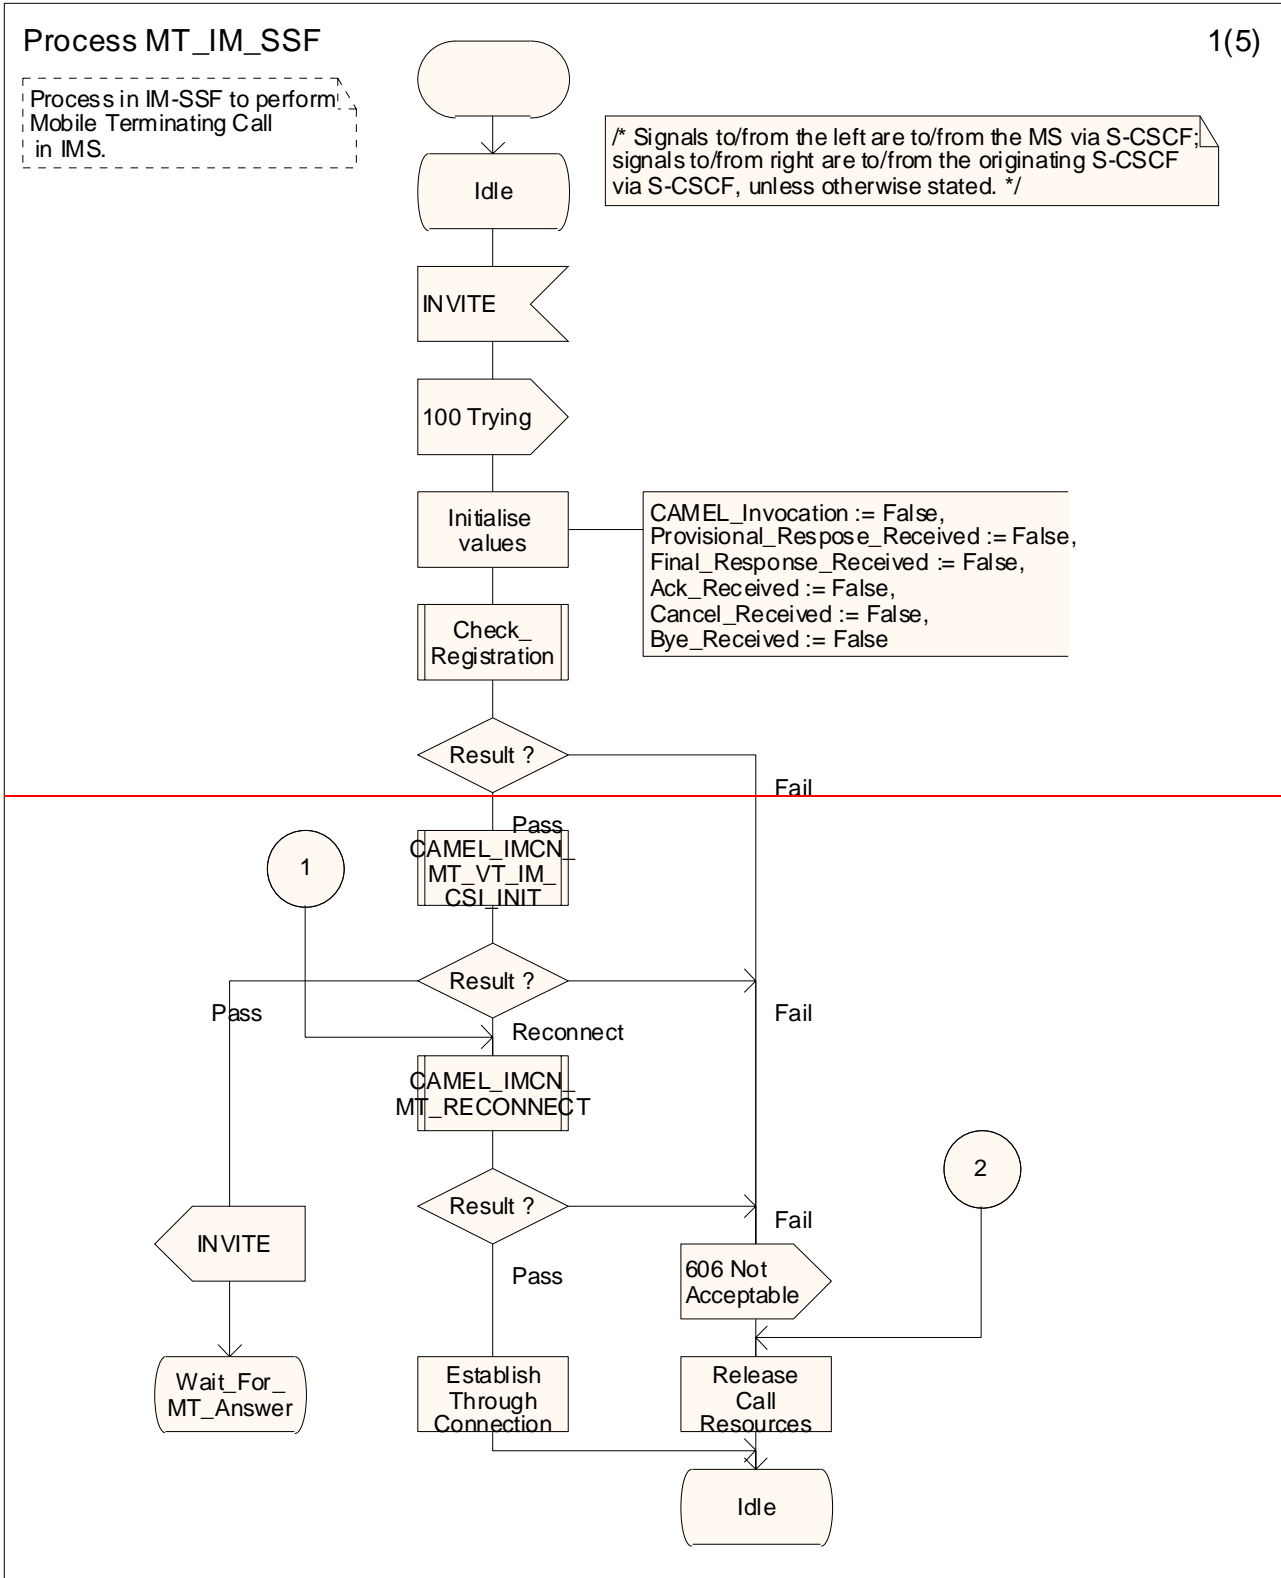 Process MT_IM_SSF
1(5)
Process in IM-SSF to perform
Mobile Terminating Call
in IMS.
/* Signals to/from the left are to/from the MS via S-CSCF;
signals to/from right are to/from the originating S-CSCF
via S-CSCF, unless otherwise stated. */
Idle
INVITE
100 Trying
Initialise
values
CAMEL_Invocation := False,
Provisional_Respose_Received := False,
Final_Response_Received := False,
Ack_Received := False,
Cancel_Received := False,
Bye_Received := False
Check_
Registration
Result ?
Fail
Pass
CAMEL_IMCN_
MT_VT_IM_
CSI_INIT
1
Result ?
Pass
Fail
Reconnect
CAMEL_IMCN_
MT_RECONNECT
2
Result ?
Fail
INVITE
Pass
606 Not
Acceptable
Wait_For_
MT_Answer
Establish
Through
Connection
Release
Call
Resources
Idle